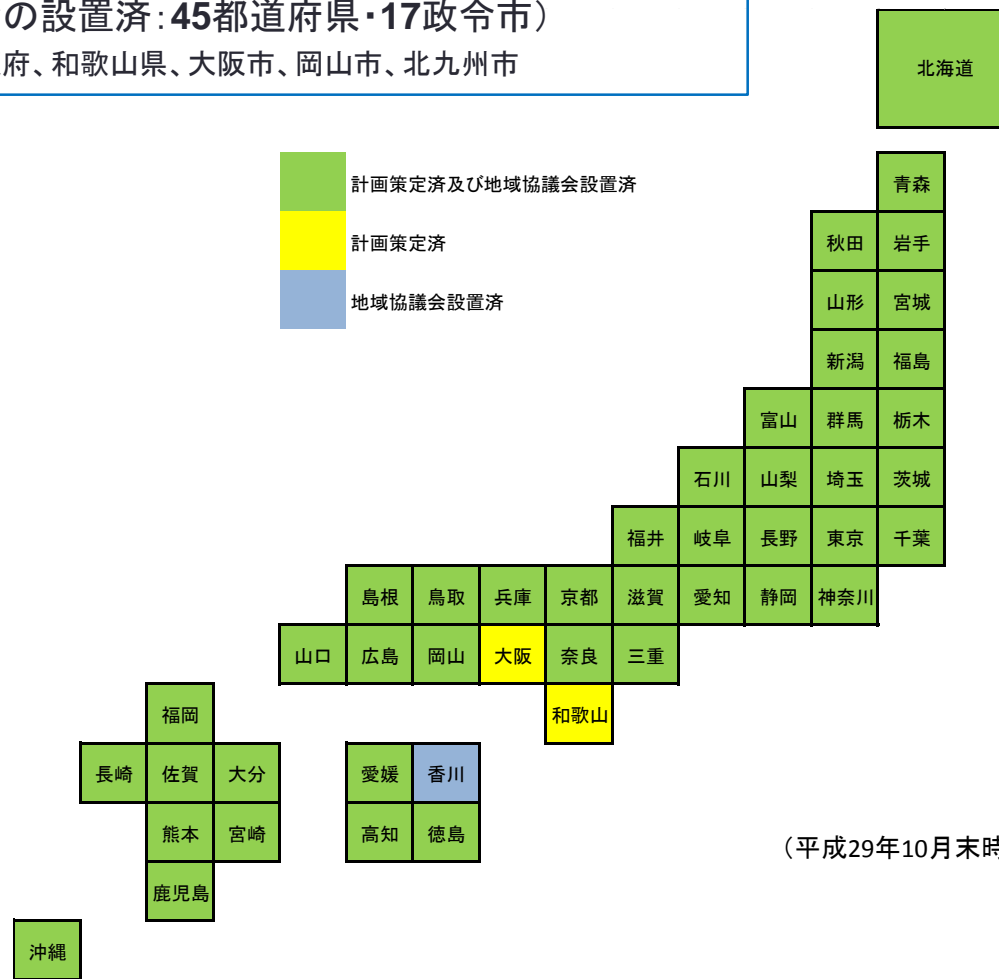 の設置済：45都道府県・17政令市）
府、和歌山県、大阪市、岡山市、北九州市
北海道
計画策定済及び地域協議会設置済
青森
計画策定済
秋田 岩手
地域協議会設置済
山形 宮城
新潟 福島
富山 群馬 栃木
石川 山梨 埼玉 茨城
福井 岐阜 長野 東京 千葉
島根 鳥取 兵庫 京都 滋賀 愛知 静岡 神奈川
山口 広島 岡山 大阪 奈良 三重
福岡 和歌山
長崎 佐賀 大分 愛媛 香川
熊本 宮崎 高知 徳島
（平成29年10月末時
鹿児島
沖縄